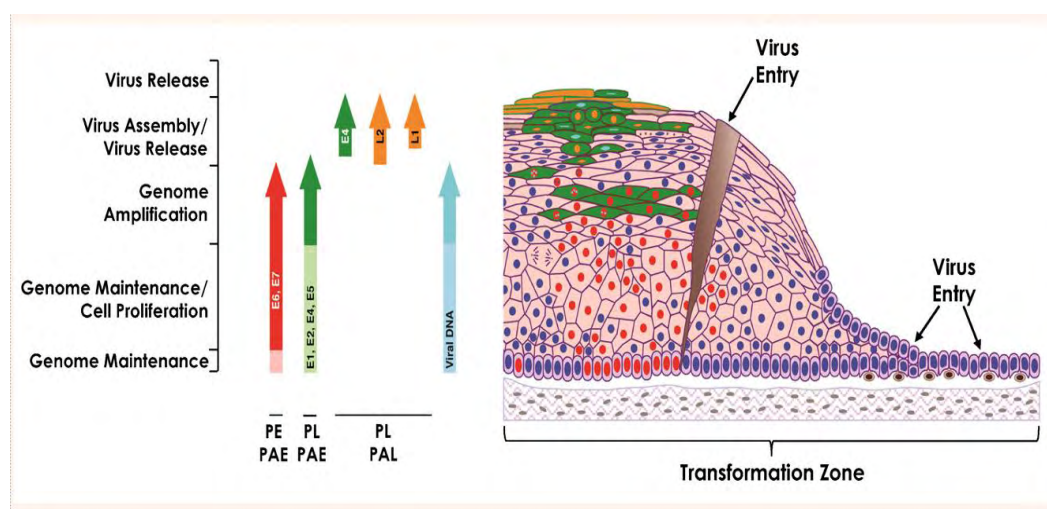 Virus Release
Virus Assembly/
Virus Release
Genome
Amplification
Genome Maintenance/
Cell Proliferation
Genome Maintenance
E6, E7
E1, E2, E4, E5
E4
L2
L1
Viral DNA
PE
PAE
PL
PAE
PL
PAL
Virus
Entry
Virus
Entry
Transformation Zone